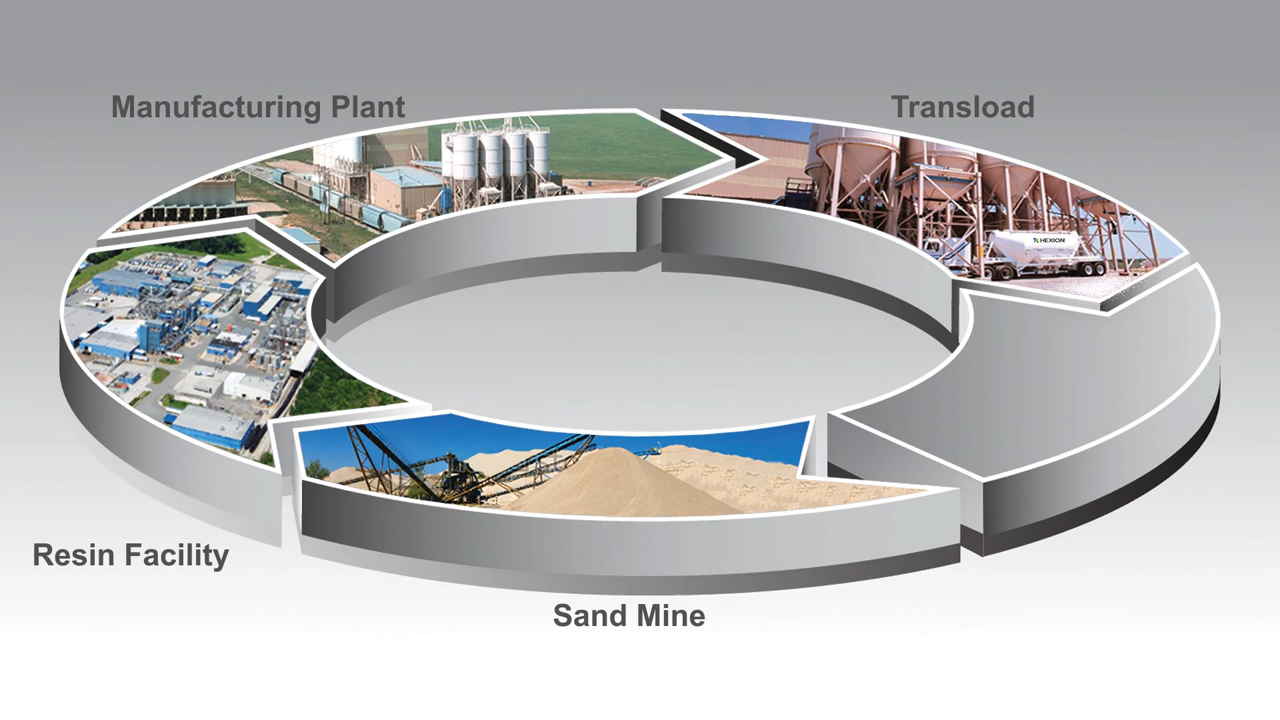 Manufacturing Plant
Transload
HEXION
Resin Facility
Sand Mine